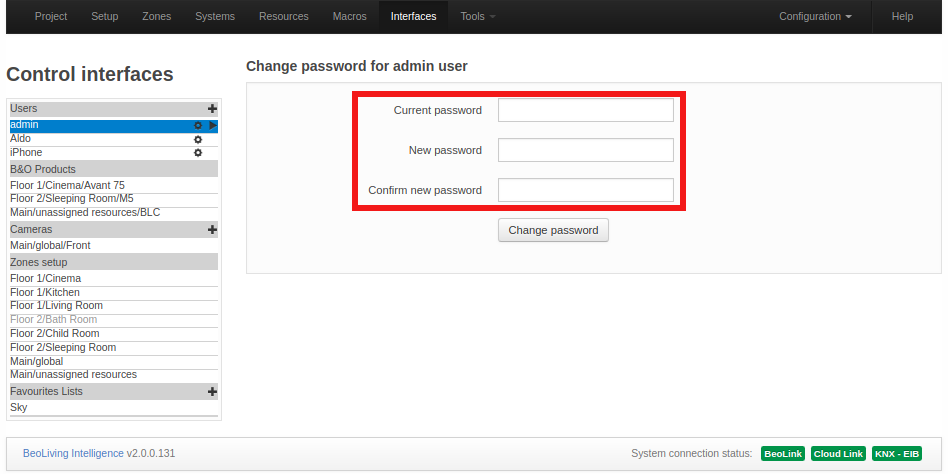 Project Setup Zones Systems Resources Macros Interfaces Tools Configuration Help
Control interfaces
Users
admin
Aldo
iPhone
B&O Products
Floor 1/Cinema/Avant 75
Floor 2/Sleeping Room/M5
Main/unassigned resources/BLC
Cameras
Main/global/Front
Zones setup
Floor 1/Cinema
Floor 1/Kitchen
Floor 1/Living Room
Floor 2/Bath Room
Floor 2/Child Room
Floor 2/Sleeping Room
Main/global
Main/unassigned resources
Favourites Lists
Sky
Change password for admin user
Current password
New password
Confirm new password
Change password
BeoLiving Intelligence v2.0.0.131
System connection status: BeoLink Cloud Link KNX - EIB